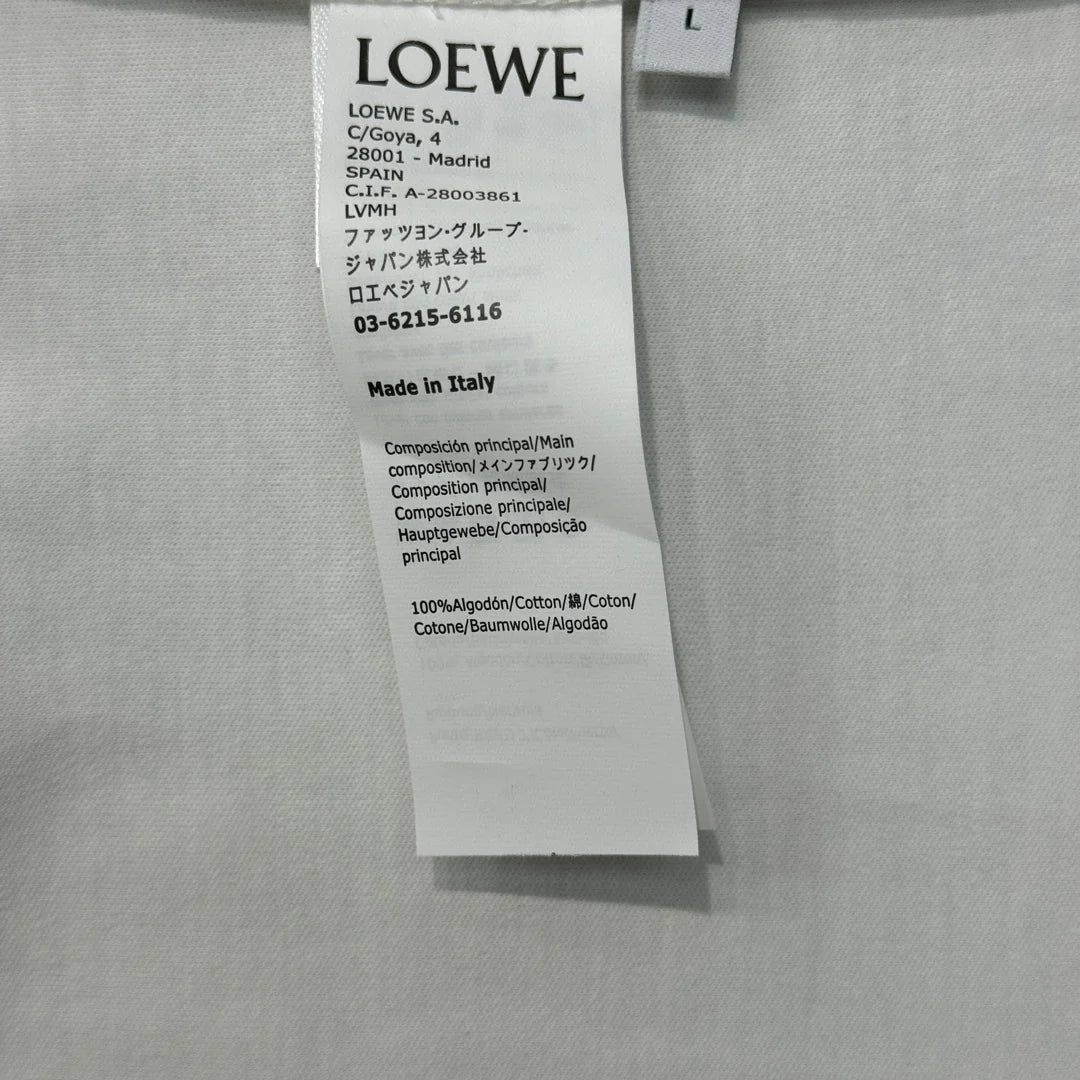 LOEWE
L
LOEWE S.A.
C/Goya, 4
28001 - Madrid
SPAIN
C.I.F. A-28003861
LVMH
ファッツヨン･グループ-
ジャパン株式会社
ロエベジャパン
03-6215-6116
Made in Italy
Composición principal/Main
composition/メインファブリツク/
Composition principal/
Composizione principale/
Hauptgewebe/Composição
principal
100%Algodón/Cotton/綿/Coton/
Cotone/Baumwolle/Algodão